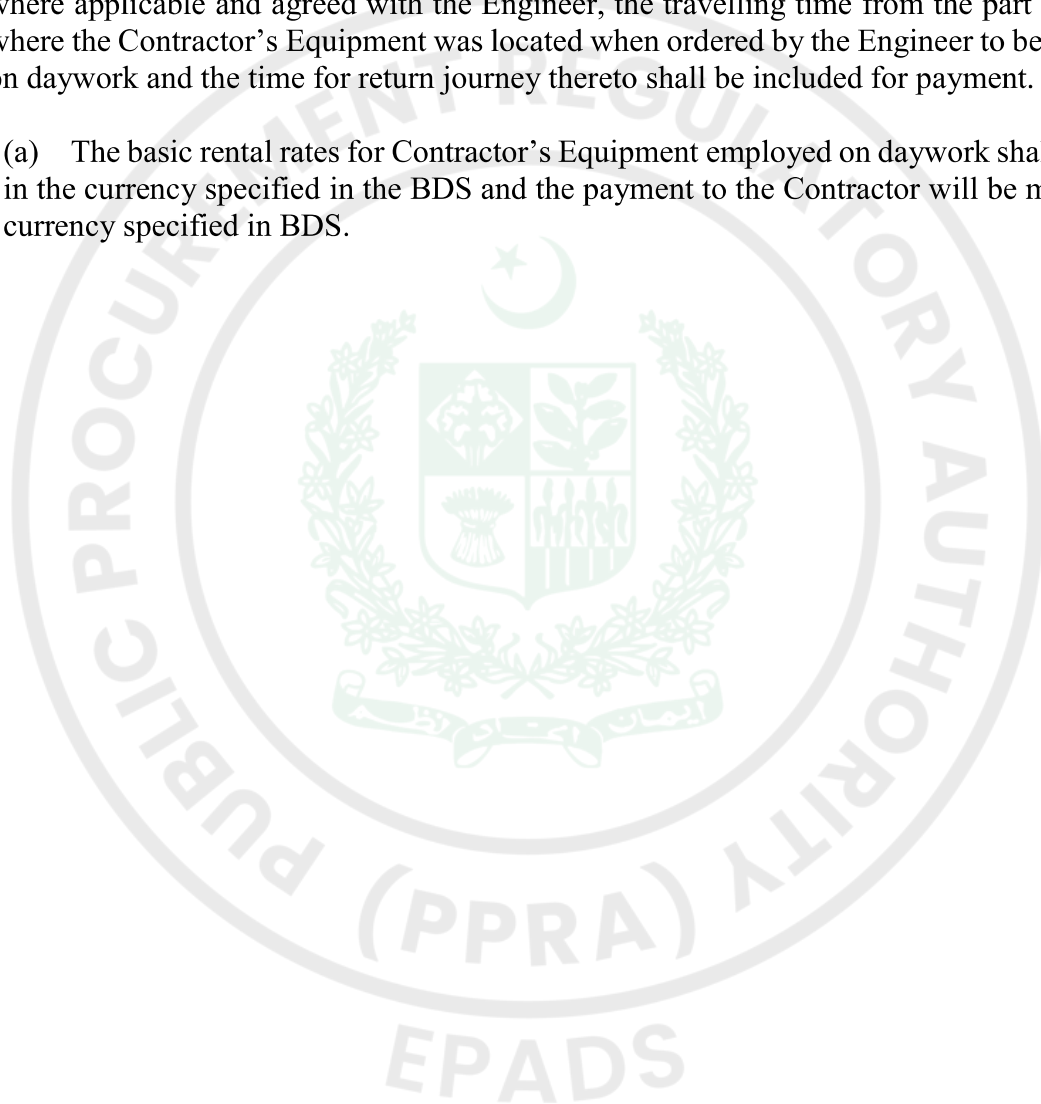 where applicable and agreed with the Engineer, the travelling time from the part
where the Contractor's Equipment was located when ordered by the Engineer to be
on daywork and the time for return journey thereto shall be included for payment.
(a) The basic rental rates for Contractor's Equipment employed on daywork sha
in the currency specified in the BDS and the payment to the Contractor will be m
currency specified in BDS.
PUBLIC PROCUREMENT REGULATORY AUTHORITY
ایمان اتحاد نظم
(PPRA)
EPADS